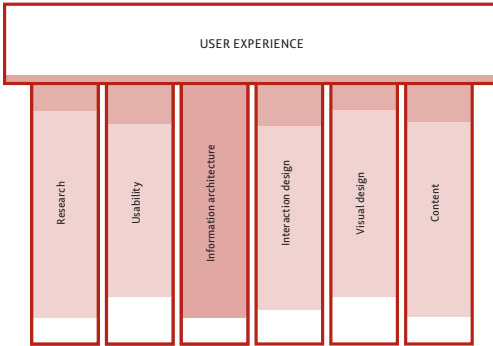 USER EXPERIENCE
Research
Usability
Information architecture
Interaction design
Visual design
Content